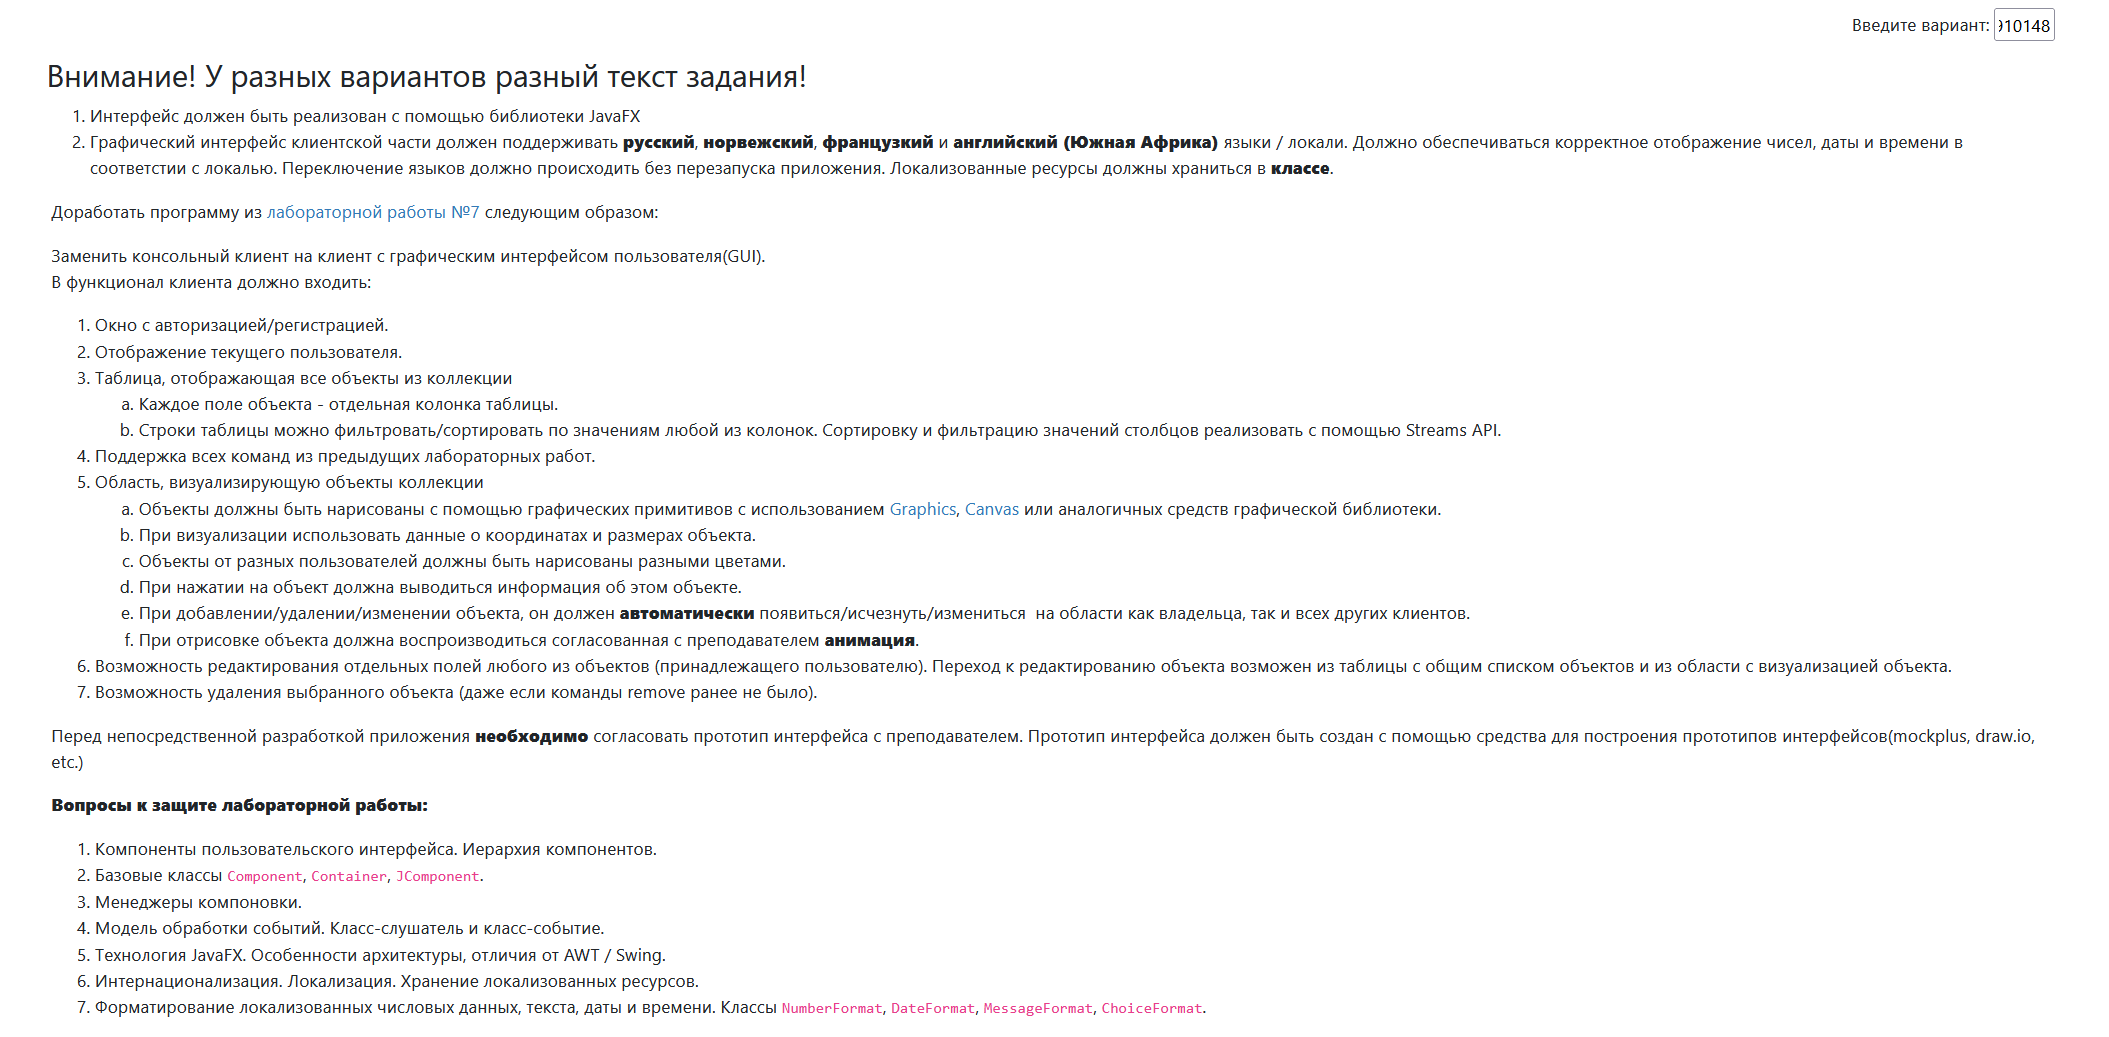 Введите вариант: 910148
Внимание! У разных вариантов разный текст задания!
1. Интерфейс должен быть реализован с помощью библиотеки JavaFX
2. Графический интерфейс клиентской части должен поддерживать русский, норвежский, французкий и английский (Южная Африка) языки / локали. Должно обеспечиваться корректное отображение чисел, даты и времени в
соответстии с локалью. Переключение языков должно происходить без перезапуска приложения. Локализованные ресурсы должны храниться в классе.
Доработать программу из лабораторной работы №7 следующим образом:
Заменить консольный клиент на клиент с графическим интерфейсом пользователя(GUI).
В функционал клиента должно входить:
1. Окно с авторизацией/регистрацией.
2. Отображение текущего пользователя.
3. Таблица, отображающая все объекты из коллекции
a. Каждое поле объекта - отдельная колонка таблицы.
b. Строки таблицы можно фильтровать/сортировать по значениям любой из колонок. Сортировку и фильтрацию значений столбцов реализовать с помощью Streams API.
4. Поддержка всех команд из предыдущих лабораторных работ.
5. Область, визуализирующую объекты коллекции
a. Объекты должны быть нарисованы с помощью графических примитивов с использованием Graphics, Canvas или аналогичных средств графической библиотеки.
b. При визуализации использовать данные о координатах и размерах объекта.
c. Объекты от разных пользователей должны быть нарисованы разными цветами.
d. При нажатии на объект должна выводиться информация об этом объекте.
e. При добавлении/удалении/изменении объекта, он должен автоматически появиться/исчезнуть/измениться на области как владельца, так и всех других клиентов.
f. При отрисовке объекта должна воспроизводиться согласованная с преподавателем анимация.
6. Возможность редактирования отдельных полей любого из объектов (принадлежащего пользователю). Переход к редактированию объекта возможен из таблицы с общим списком объектов и из области с визуализацией объекта.
7. Возможность удаления выбранного объекта (даже если команды remove ранее не было).
Перед непосредственной разработкой приложения необходимо согласовать прототип интерфейса с преподавателем. Прототип интерфейса должен быть создан с помощью средства для построения прототипов интерфейсов(mockplus, draw.io,
etc.)
Вопросы к защите лабораторной работы:
1. Компоненты пользовательского интерфейса. Иерархия компонентов.
2. Базовые классы Component, Container, JComponent.
3. Менеджеры компоновки.
4. Модель обработки событий. Класс-слушатель и класс-событие.
5. Технология JavaFX. Особенности архитектуры, отличия от AWT / Swing.
6. Интернационализация. Локализация. Хранение локализованных ресурсов.
7. Форматирование локализованных числовых данных, текста, даты и времени. Классы NumberFormat, DateFormat, MessageFormat, ChoiceFormat.